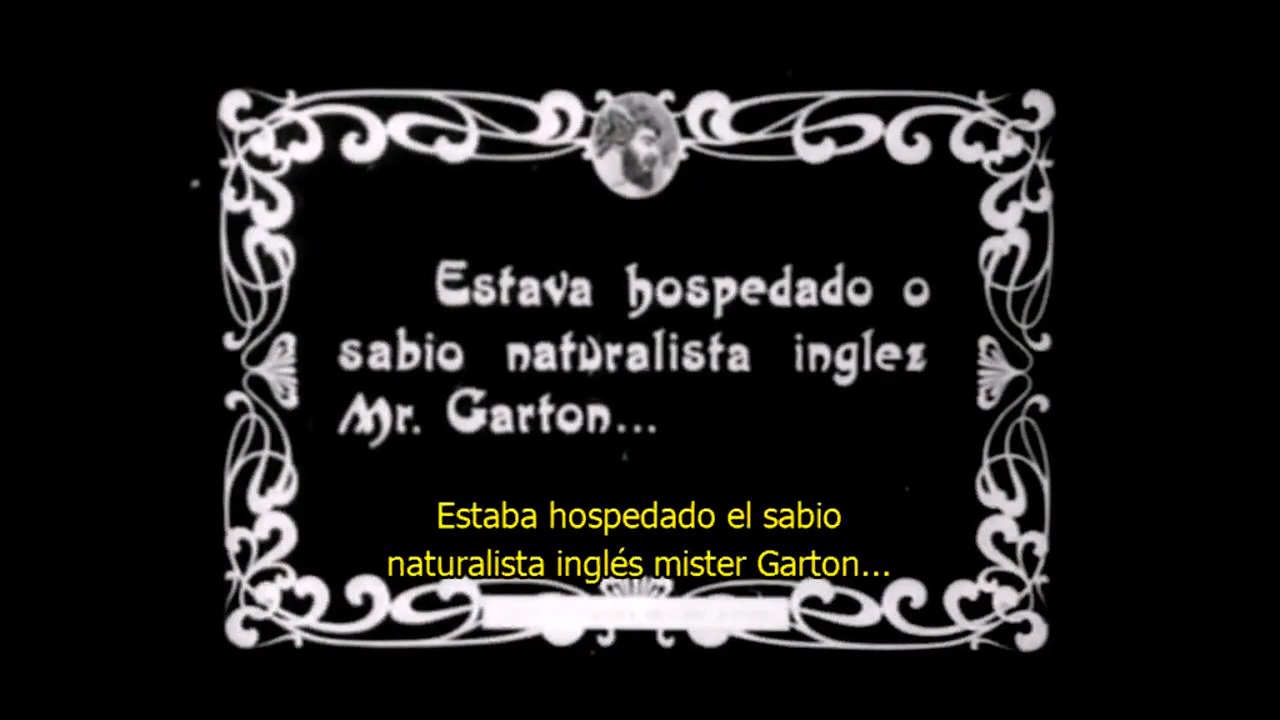 Estava hospedado o
sabio naturalista inglez
Mr. Garton...
Estaba hospedado el sabio
naturalista inglés mister Garton...